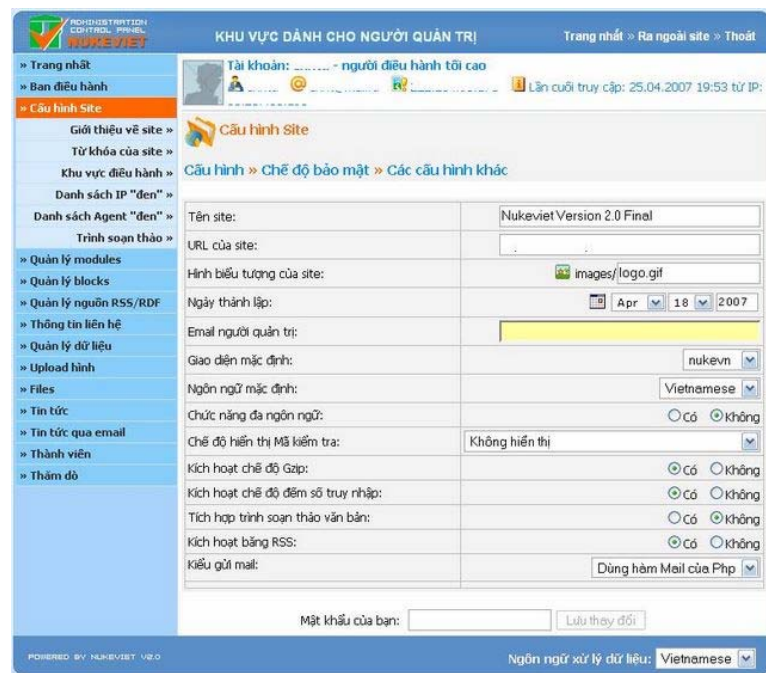 ADMINISTRATION
CONTROL PANEL
NUKEVIET
KHU VỰC DÀNH CHO NGƯỜI QUẢN TRỊ
Trang nhất » Ra ngoài site » Thoát
» Trang nhất
» Ban điều hành
» Cấu hình Site
Giới thiệu về site »
Từ khóa của site »
Khu vực điều hành »
Danh sách IP "đen" »
Danh sách Agent "đen" »
Trình soạn thảo »
» Quản lý modules
» Quản lý blocks
» Quản lý nguồn RSS/RDF
» Thông tin liên hệ
» Quản lý dữ liệu
» Upload hình
» Files
» Tin tức
» Tin tức qua email
» Thành viên
» Thăm dò
Tài khoản: - người điều hành tối cao
Lần cuối truy cập: 25.04.2007 19:53 từ IP:
Cấu hình Site
Cấu hình » Chế độ bảo mật » Các cấu hình khác
Tên site: Nukeviet Version 2.0 Final
URL của site:
Hình biểu tượng của site: images/logo.gif
Ngày thành lập: Apr 18 2007
Email người quản trị:
Giao diện mặc định: nukevn
Ngôn ngữ mặc định: Vietnamese
Chức năng đa ngôn ngữ: Có Không
Chế độ hiển thị Mã kiểm tra: Không hiển thị
Kích hoạt chế độ Gzip: Có Không
Kích hoạt chế độ đếm số truy nhập: Có Không
Tích hợp trình soạn thảo văn bản: Có Không
Kích hoạt bảng RSS: Có Không
Kiểu gửi mail: Dùng hàm Mail của Php
Mật khẩu của bạn: Lưu thay đổi
POWERED BY NUKEVIET V2.0
Ngôn ngữ xử lý dữ liệu: Vietnamese